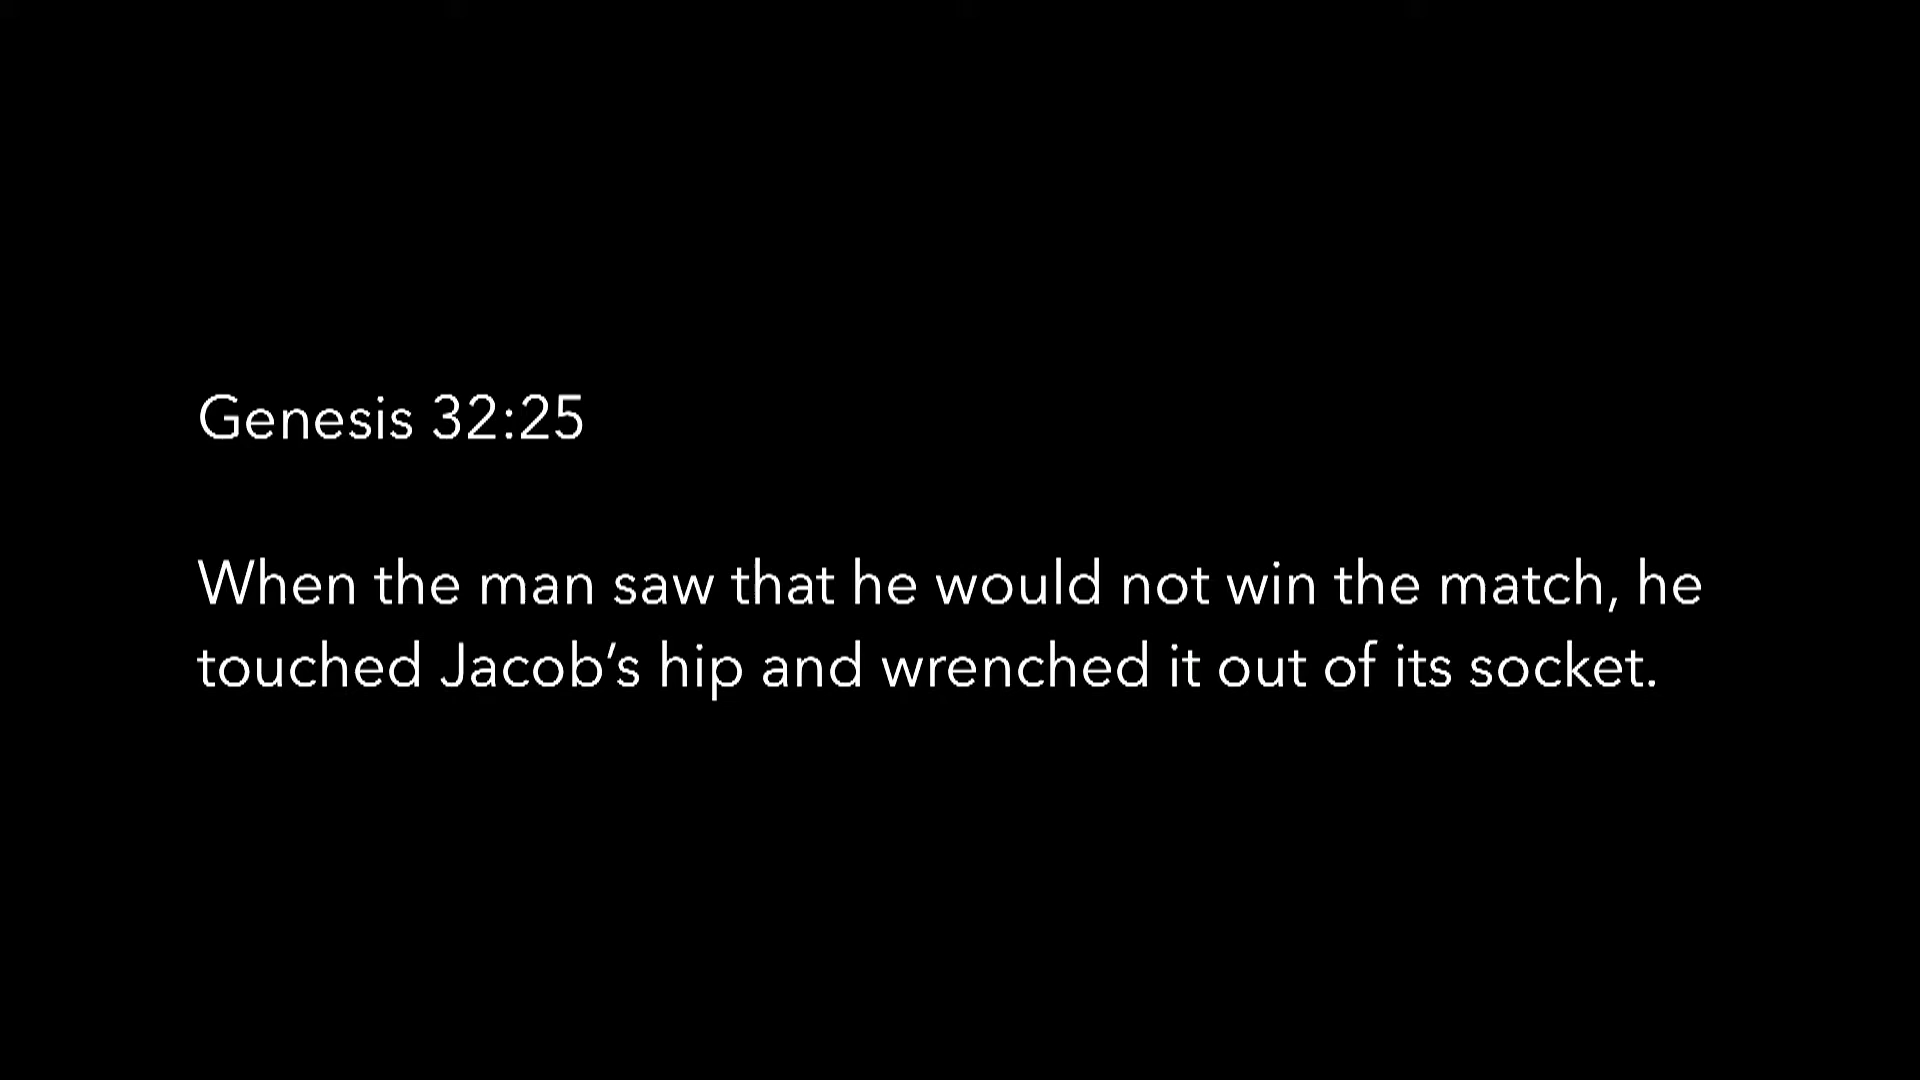 Genesis 32:25
When the man saw that he would not win the match, he
touched Jacob’s hip and wrenched it out of its socket.